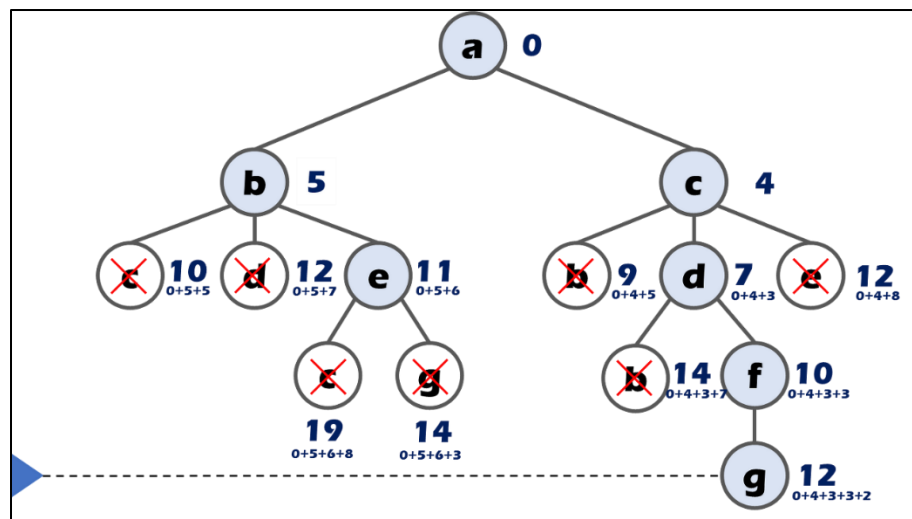 a 0
b 5
c 4
c 10
0+5+5
d 12
0+5+7
e 11
0+5+6
b 9
0+4+5
d 7
0+4+3
e 12
0+4+8
c
19
0+5+6+8
g
14
0+5+6+3
b 14
0+4+3+7
f 10
0+4+3+3
g 12
0+4+3+3+2